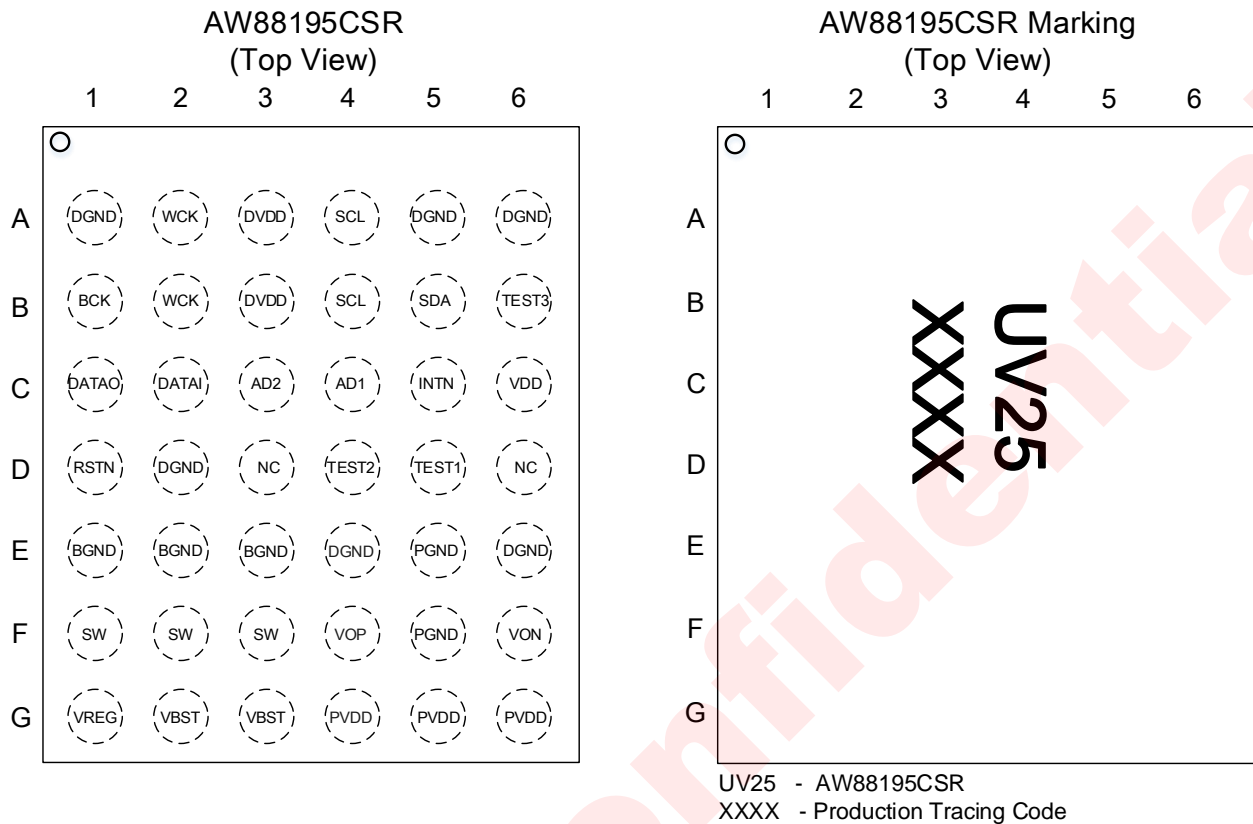 AW88195CSR
(Top View)
1 2 3 4 5 6
A DGND WCK DVDD SCL DGND DGND
B BCK WCK DVDD SCL SDA TEST3
C DATAO DATAI AD2 AD1 INTN VDD
D RSTN DGND NC TEST2 TEST1 NC
E BGND BGND BGND DGND PGND DGND
F SW SW SW VOP PGND VON
G VREG VBST VBST PVDD PVDD PVDD
AW88195CSR Marking
(Top View)
1 2 3 4 5 6
A
B
C
D
E
F
G
UV25
XXXX
UV25 - AW88195CSR
XXXX - Production Tracing Code